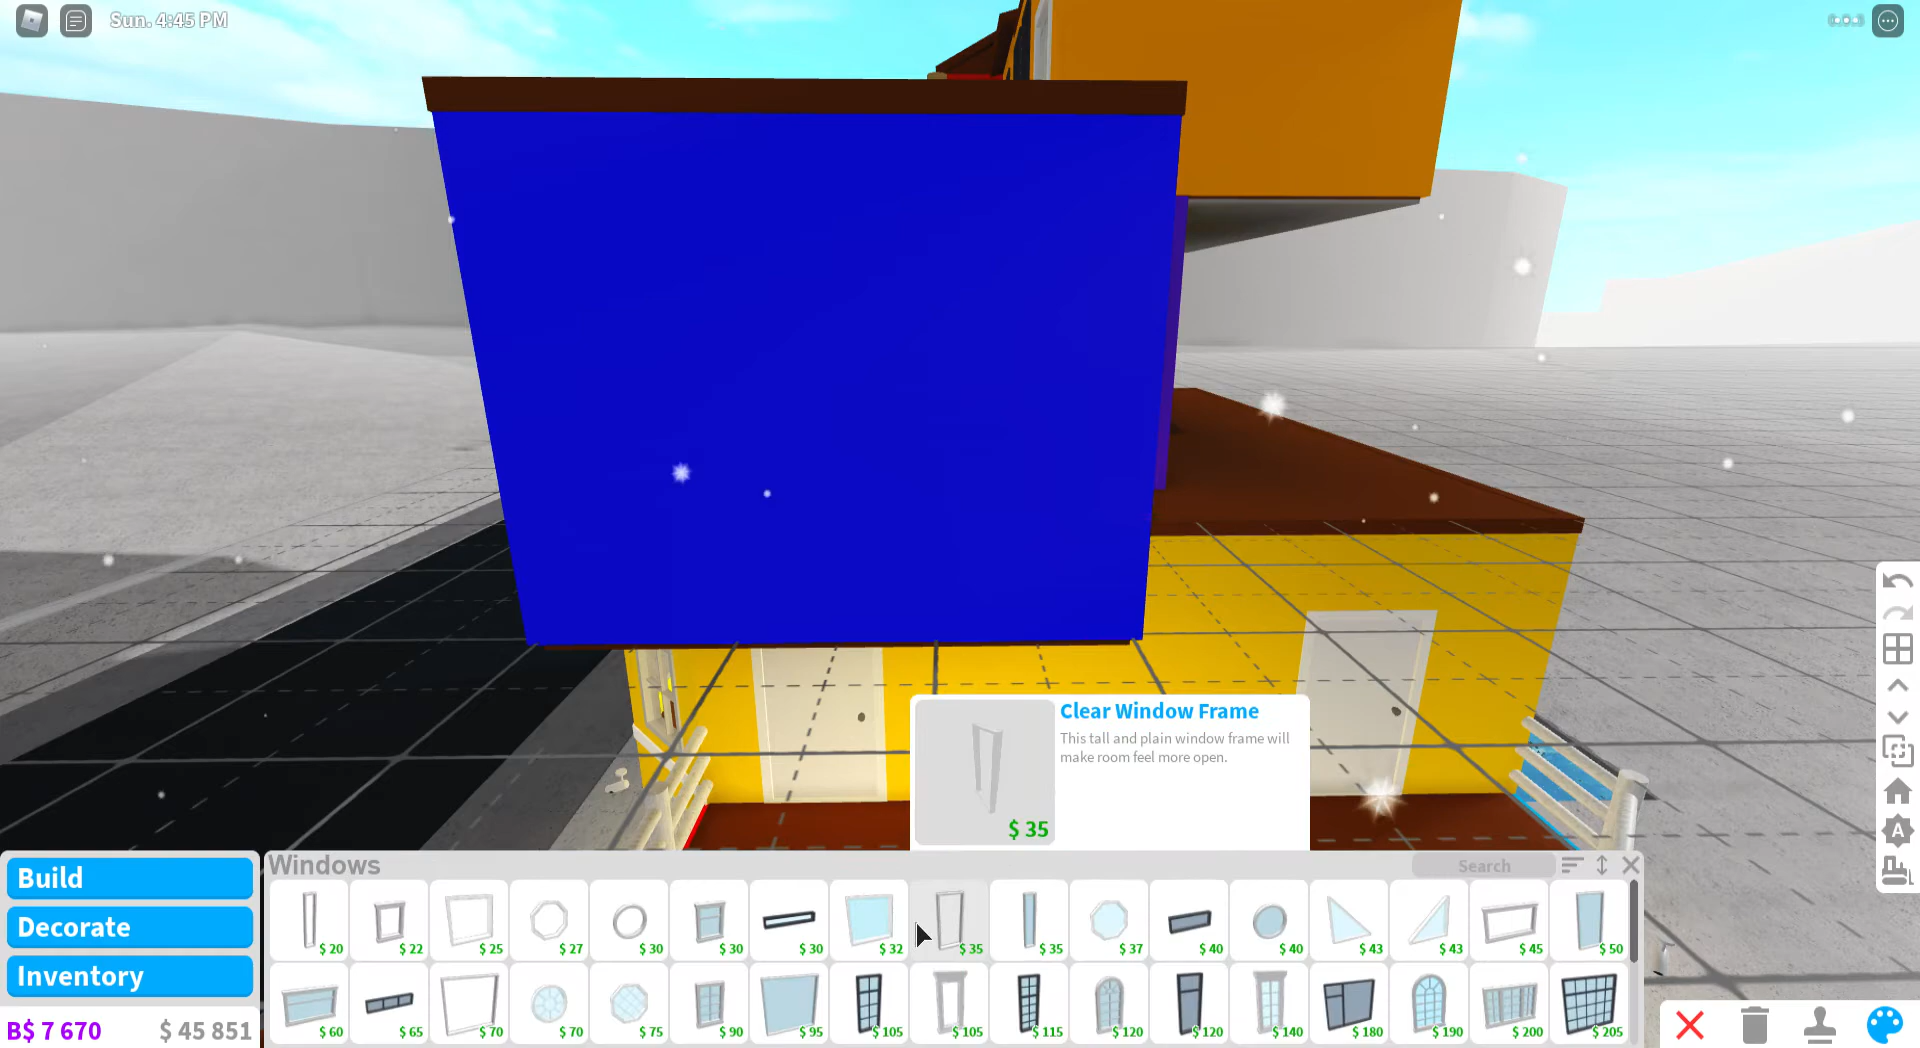 Sun. 4:45 PM
Clear Window Frame
This tall and plain window frame will
make room feel more open.
$ 35
Build
Decorate
Inventory
B$ 7 670
$ 45 851
Windows
Search
$ 20
$ 22
$ 25
$ 27
$ 30
$ 30
$ 30
$ 32
$ 35
$ 35
$ 37
$ 40
$ 40
$ 43
$ 43
$ 45
$ 50
$ 60
$ 65
$ 70
$ 70
$ 75
$ 90
$ 95
$ 105
$ 105
$ 115
$ 120
$ 120
$ 140
$ 180
$ 190
$ 200
$ 205
A